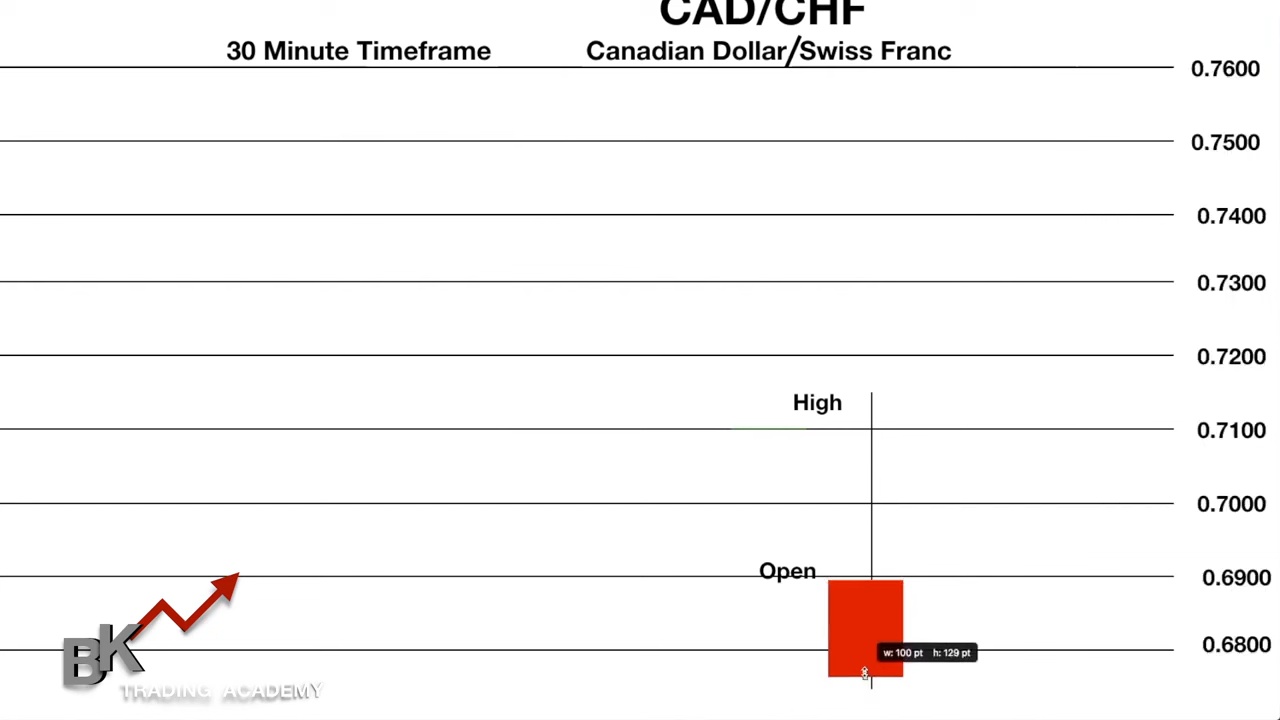 CAD/CHF
30 Minute Timeframe
Canadian Dollar/Swiss Franc
0.7600
0.7500
0.7400
0.7300
0.7200
High
0.7100
0.7000
Open
0.6900
0.6800
w: 100 pt h: 129 pt
BK
TRADING ACADEMY